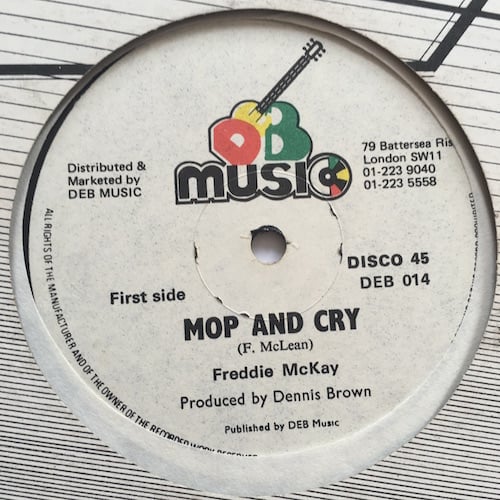 DEB
MUSIC
Distributed &
Marketed by
DEB MUSIC
79 Battersea Ris
London SW11
01-223 9040
01-223 5558
DISCO 45
DEB 014
First side
MOP AND CRY
(F. McLean)
Freddie McKay
Produced by Dennis Brown
Published by DEB Music
ALL RIGHTS OF THE MANUFACTURER AND OF THE OWNER OF THE RECORDED WORK RESERVED